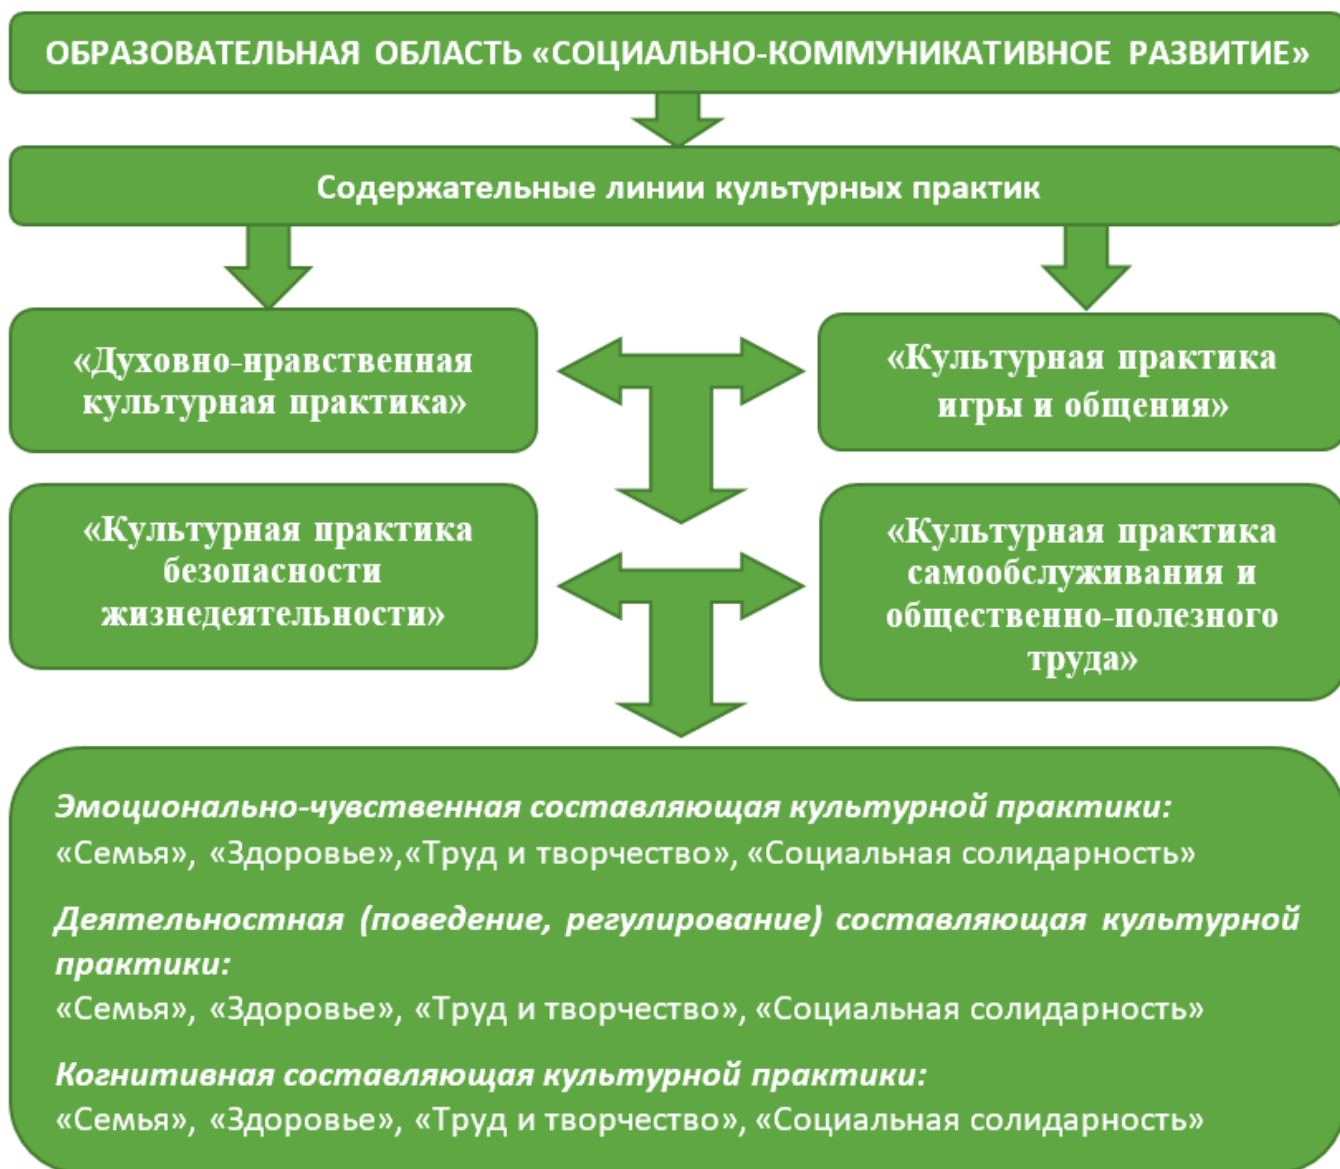 ОБРАЗОВАТЕЛЬНАЯ ОБЛАСТЬ «СОЦИАЛЬНО-КОММУНИКАТИВНОЕ РАЗВИТИЕ»
Содержательные линии культурных практик
«Духовно-нравственная
культурная практика»
«Культурная практика
игры и общения»
«Культурная практика
безопасности
жизнедеятельности»
«Культурная практика
самообслуживания и
общественно-полезного
труда»
Эмоционально-чувственная составляющая культурной практики:
«Семья», «Здоровье»,«Труд и творчество», «Социальная солидарность»
Деятельностная (поведение, регулирование) составляющая культурной
практики:
«Семья», «Здоровье», «Труд и творчество», «Социальная солидарность»
Когнитивная составляющая культурной практики:
«Семья», «Здоровье», «Труд и творчество», «Социальная солидарность»